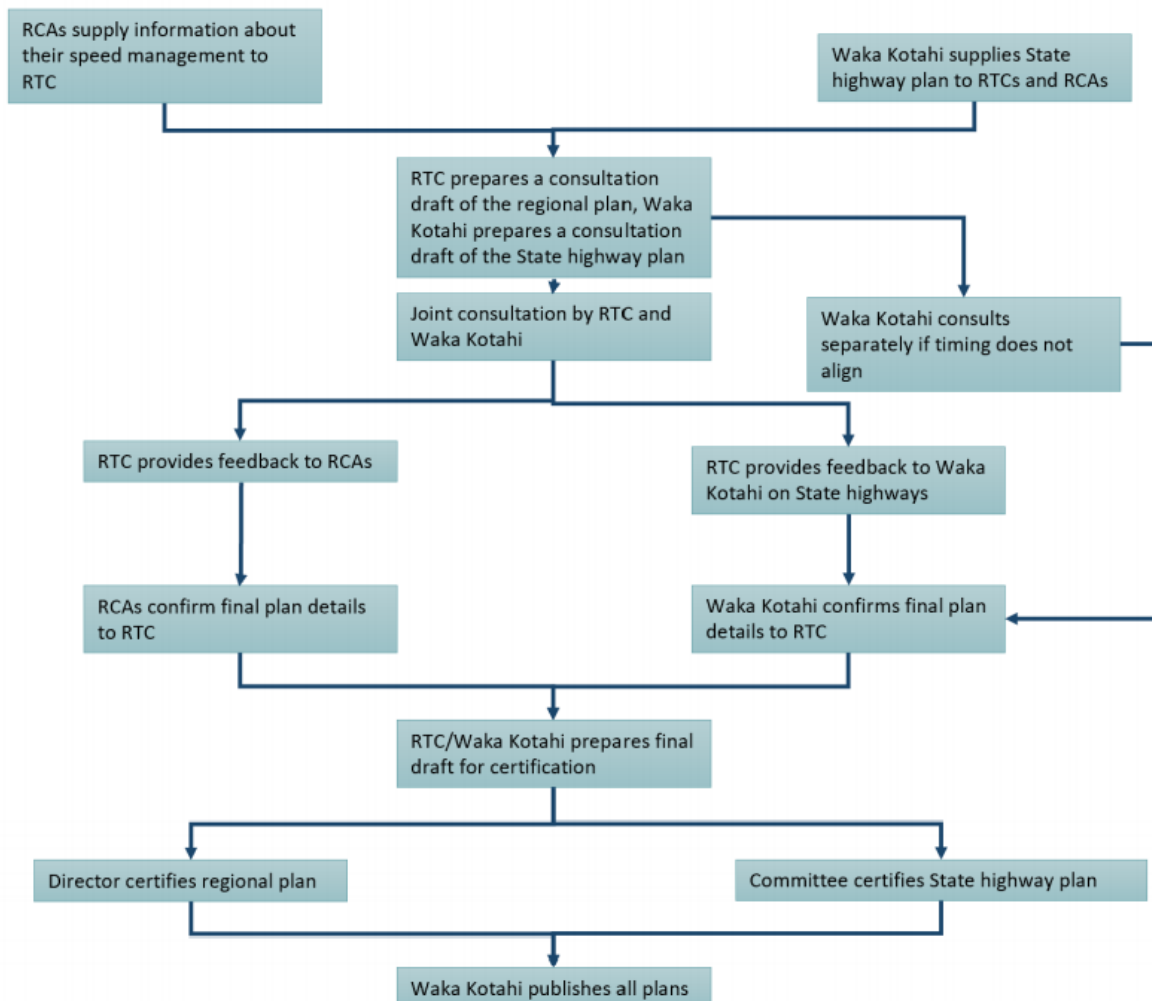 RCAs supply information about
their speed management to
RTC
Waka Kotahi supplies State
highway plan to RTCs and RCAs
RTC prepares a consultation
draft of the regional plan, Waka
Kotahi prepares a consultation
draft of the State highway plan
Joint consultation by RTC and
Waka Kotahi
Waka Kotahi consults
separately if timing does not
align
RTC provides feedback to RCAs
RTC provides feedback to Waka
Kotahi on State highways
RCAs confirm final plan details
to RTC
Waka Kotahi confirms final plan
details to RTC
RTC/Waka Kotahi prepares final
draft for certification
Director certifies regional plan
Committee certifies State highway plan
Waka Kotahi publishes all plans